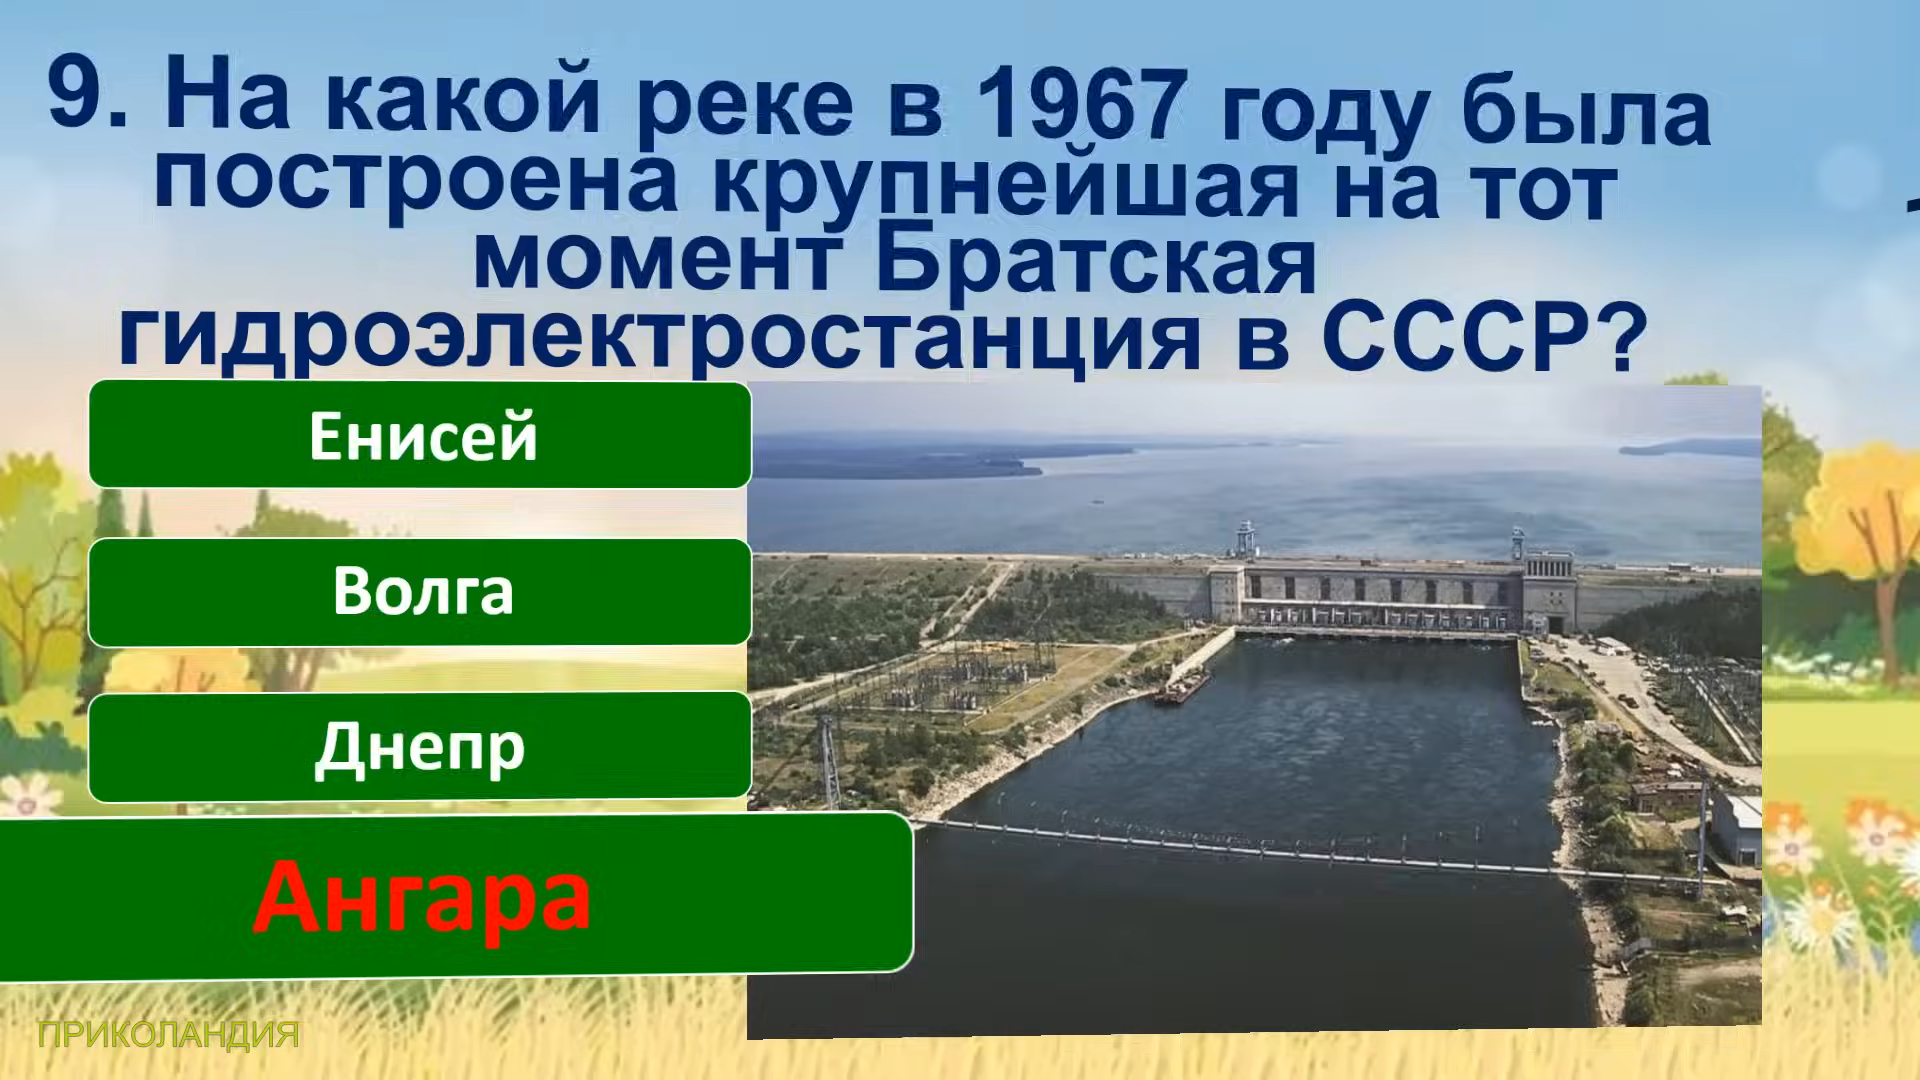 9. На какой реке в 1967 году была
построена крупнейшая на тот
момент Братская
гидроэлектростанция в СССР?
Енисей
Волга
Днепр
Ангара
ПРИКОЛАНДИЯ